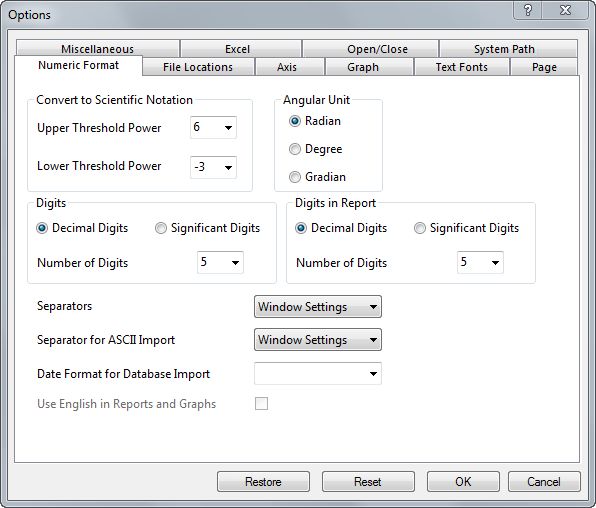 Options
Miscellaneous Excel Open/Close System Path
Numeric Format File Locations Axis Graph Text Fonts Page
Convert to Scientific Notation Angular Unit
Upper Threshold Power 6 Radian
Degree
Lower Threshold Power -3
Gradian
Digits Digits in Report
Decimal Digits Significant Digits Decimal Digits Significant Digits
Number of Digits 5 Number of Digits 5
Separators Window Settings
Separator for ASCII Import Window Settings
Date Format for Database Import
Use English in Reports and Graphs
Restore Reset OK Cancel